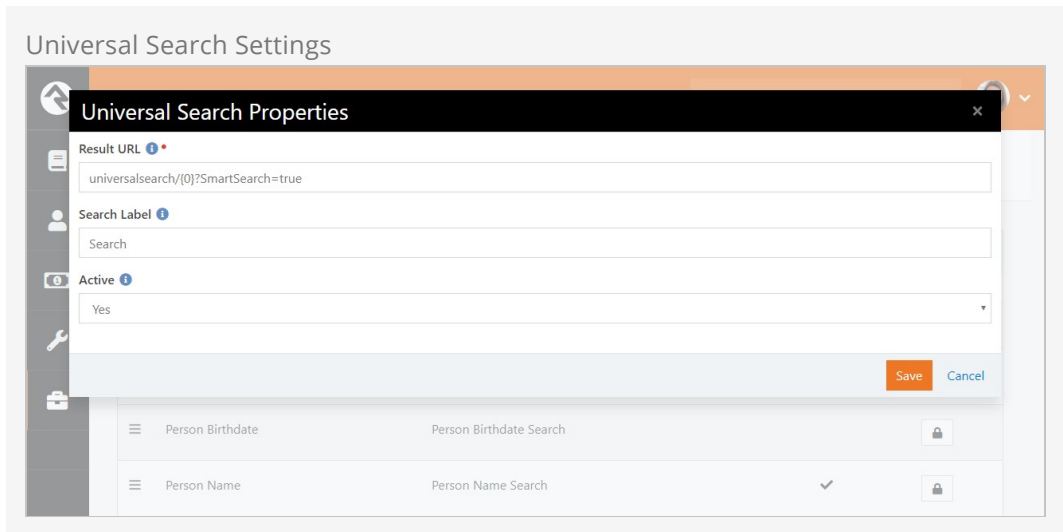 Universal Search Settings
Universal Search Properties
Result URL
universalsearch/{0}?SmartSearch=true
Search Label
Search
Active
Yes
Save Cancel
Person Birthdate Person Birthdate Search
Person Name Person Name Search